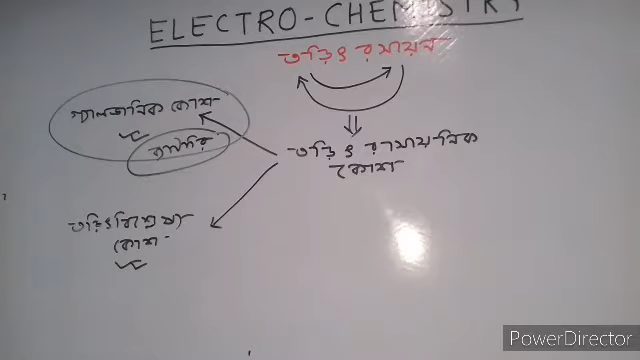 ELECTRO-CHEMISTRY
তড়িৎ রসায়ন
গ্যালভানিক কোশ
ব্যাটারি
তড়িৎ রাসায়নিক
কোশ
তড়িৎবিশ্লেষ্য
কোশ
PowerDirector